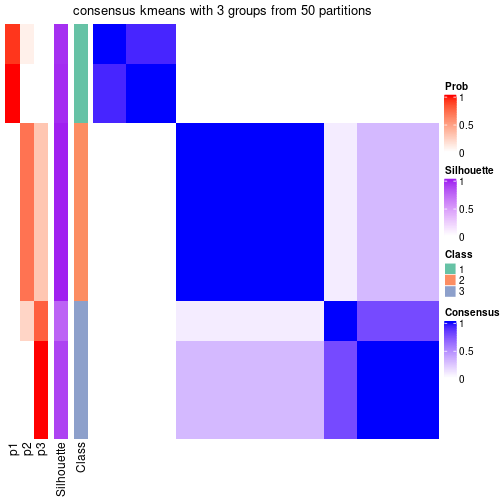 consensus kmeans with 3 groups from 50 partitions
Prob
1
0.5
0
Silhouette
1
0.5
0
Class
1
2
3
Consensus
1
0.5
0
p1
p2
p3
Silhouette
Class